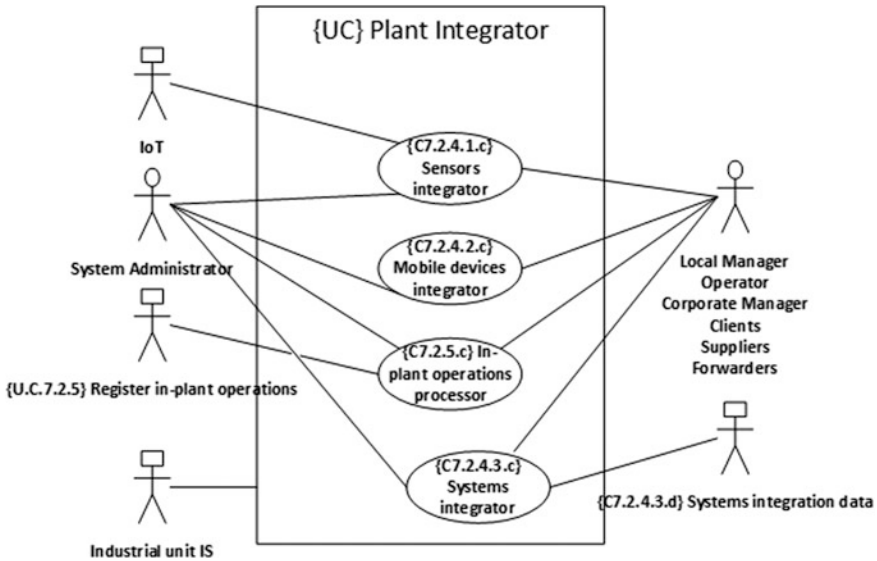 {UC} Plant Integrator
IoT
{C7.2.4.1.c}
Sensors
integrator
System Administrator
{C7.2.4.2.c}
Mobile devices
integrator
Local Manager
Operator
Corporate Manager
Clients
Suppliers
Forwarders
{U.C.7.2.5} Register in-plant operations
{C7.2.5.c} In-
plant operations
processor
{C7.2.4.3.c}
Systems
integrator
{C7.2.4.3.d} Systems integration data
Industrial unit IS